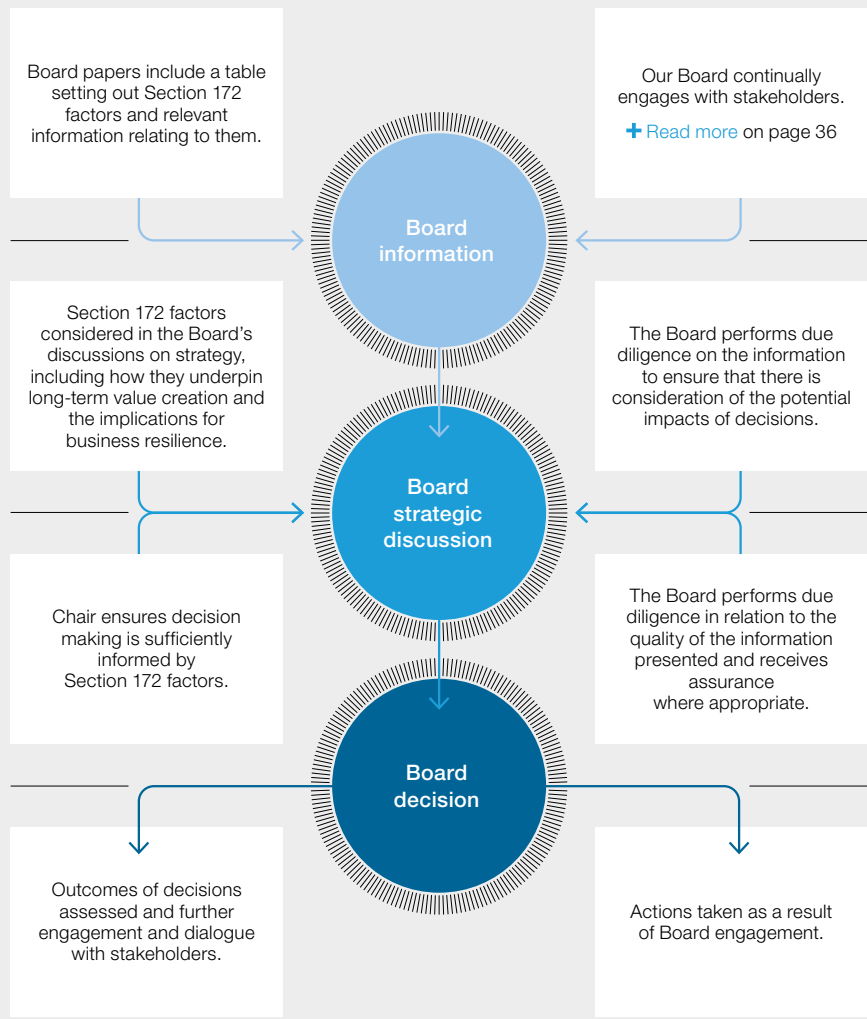 Board papers include a table
setting out Section 172
factors and relevant
information relating to them.
Our Board continually
engages with stakeholders.
+ Read more on page 36
Board
information
Section 172 factors
considered in the Board's
discussions on strategy,
including how they underpin
long-term value creation and
the implications for
business resilience.
The Board performs due
diligence on the information
to ensure that there is
consideration of the potential
impacts of decisions.
Board
strategic
discussion
Chair ensures decision
making is sufficiently
informed by
Section 172 factors.
The Board performs due
diligence in relation to the
quality of the information
presented and receives
assurance
where appropriate.
Board
decision
Outcomes of decisions
assessed and further
engagement and dialogue
with stakeholders.
Actions taken as a result
of Board engagement.